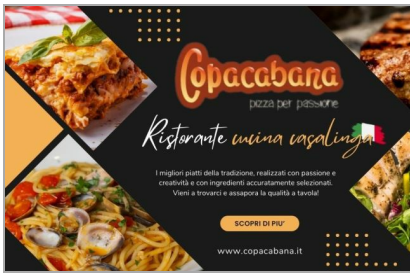 Copacabana
pizza per passione
Ristorante cucina casalinga
I migliori piatti della tradizione, realizzati con passione e
creatività e con ingredienti accuratamente selezionati.
Vieni a trovarci e assapora la qualità a tavola!
SCOPRI DI PIU'
www.copacabana.it